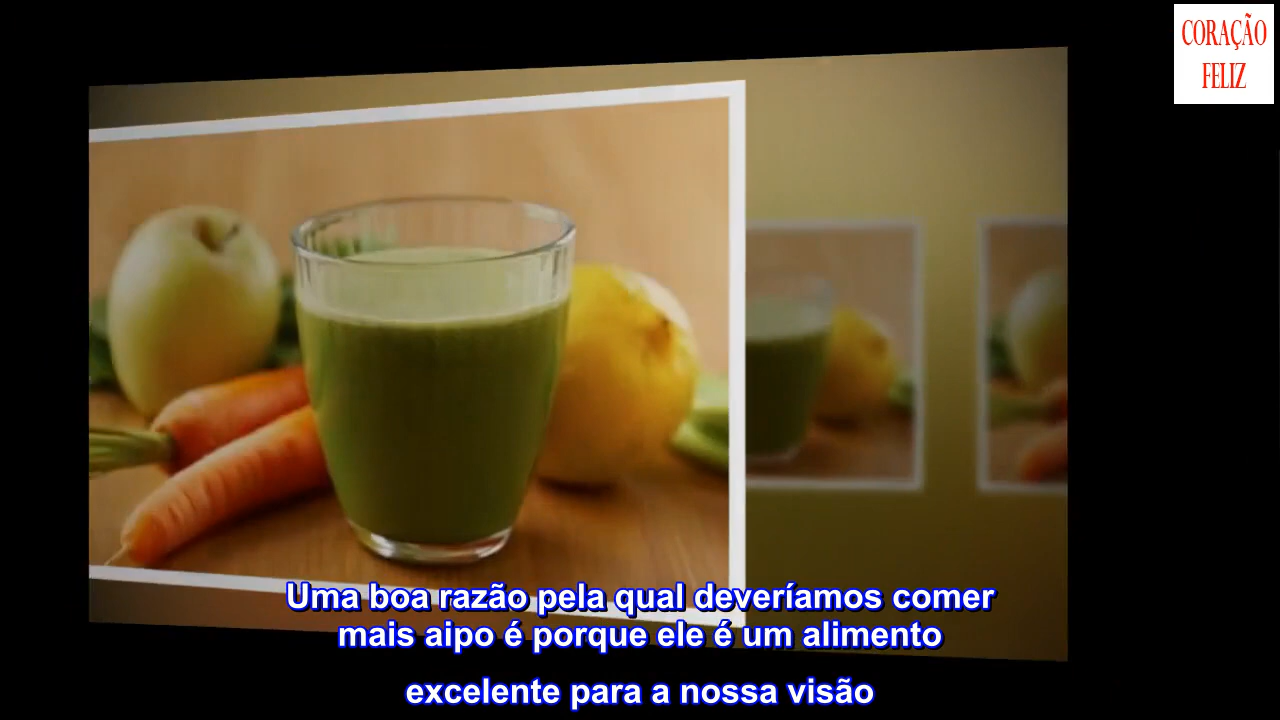 CORAÇÃO
FELIZ
Uma boa razão pela qual deveríamos comer
mais aipo é porque ele é um alimento
excelente para a nossa visão